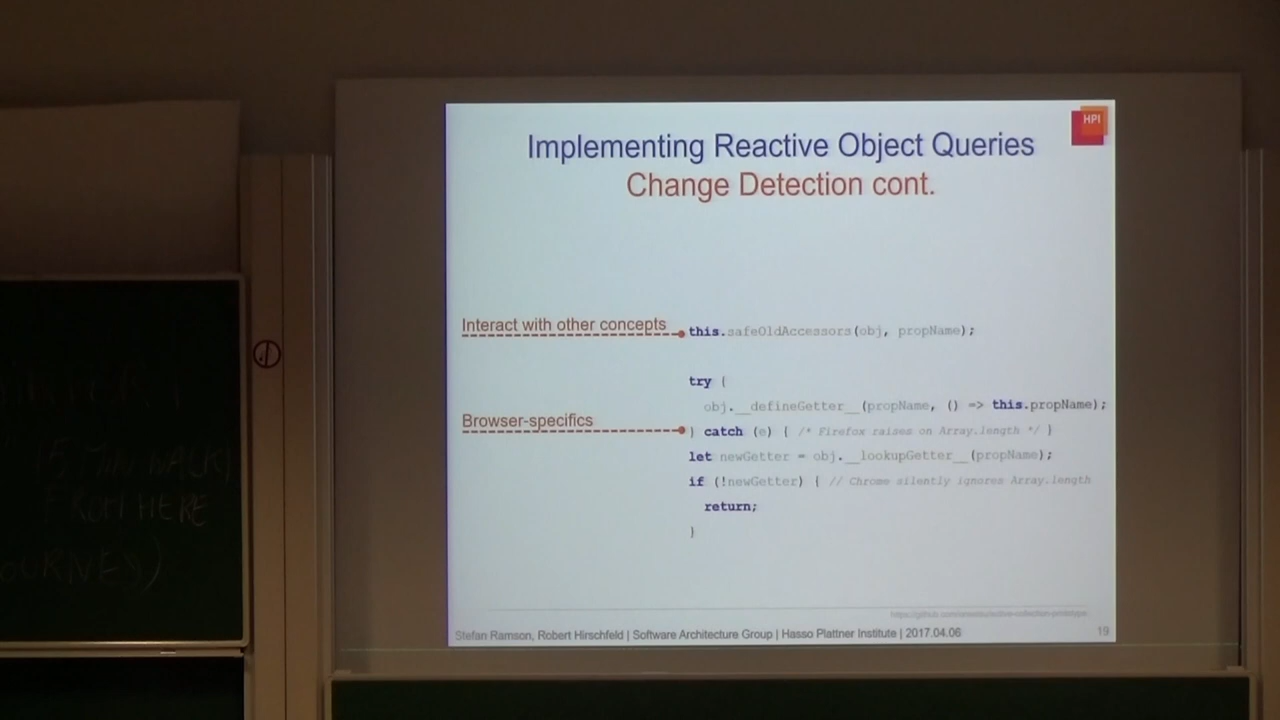 HPI
Implementing Reactive Object Queries
Change Detection cont.
Interact with other concepts
this.safeOldAccessors(obj, propName);
try {
obj.__defineGetter__(propName, () => this.propName);
Browser-specifics
} catch (e) { /* Firefox raises on Array.length */ }
let newGetter = obj.__lookupGetter__(propName);
if (!newGetter) { // Chrome silently ignores Array.length
return;
}
Stefan Ramson, Robert Hirschfeld | Software Architecture Group | Hasso Plattner Institute | 2017.04.06
19
FROM HERE